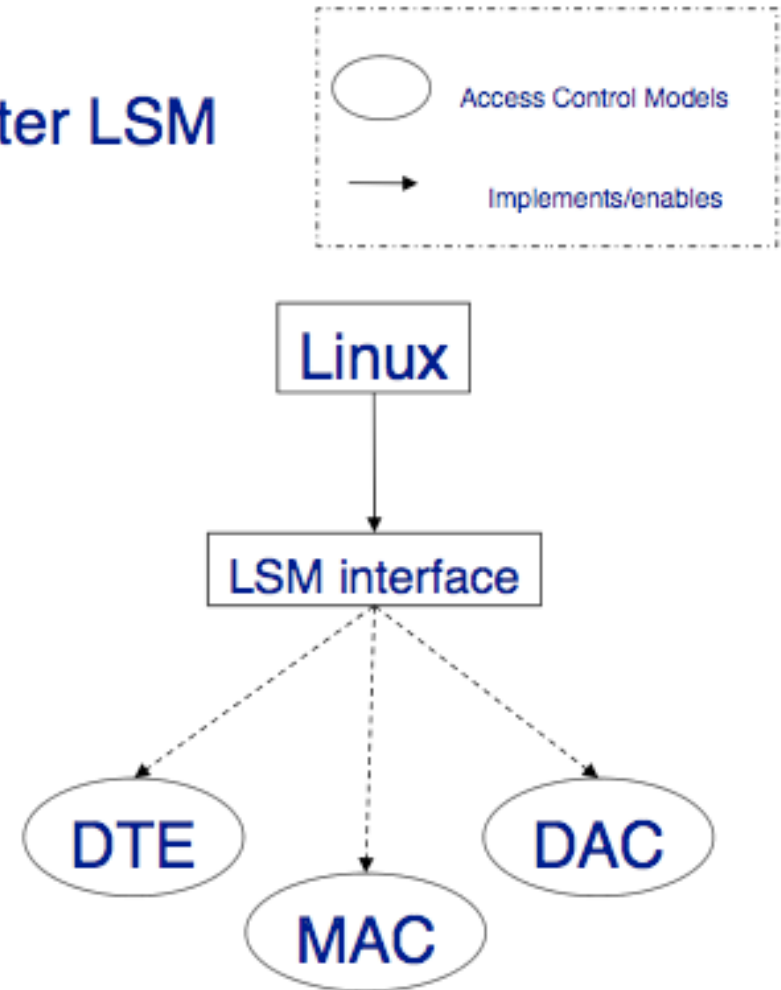 ter LSM
Access Control Models
Implements/enables
Linux
LSM interface
DTE
DAC
MAC